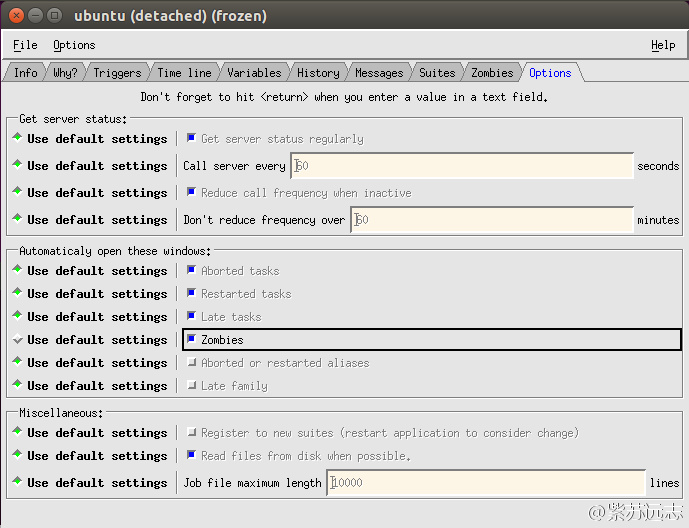 ubuntu (detached) (frozen)
File Options Help
Info Why? Triggers Time line Variables History Messages Suites Zombies Options
Don't forget to hit <return> when you enter a value in a text field.
Get server status:
Use default settings Get server status regularly
Use default settings Call server every 60 seconds
Use default settings Reduce call frequency when inactive
Use default settings Don't reduce frequency over 60 minutes
Automaticaly open these windows:
Use default settings Aborted tasks
Use default settings Restarted tasks
Use default settings Late tasks
Use default settings Zombies
Use default settings Aborted or restarted aliases
Use default settings Late family
Miscellaneous:
Use default settings Register to new suites (restart application to consider change)
Use default settings Read files from disk when possible.
Use default settings Job file maximum length 10000 lines
@紫苏元志